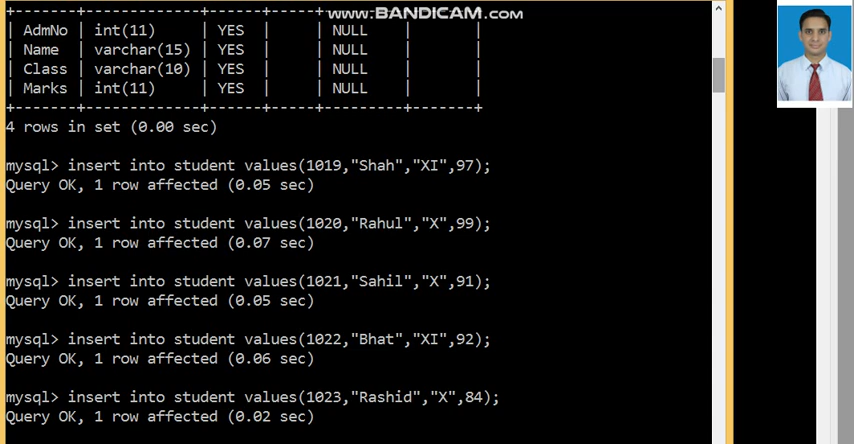 www.BANDICAM.com
+-------+-------------+------+-----+---------+-------+
| AdmNo | int(11)     | YES  |     | NULL    |       |
| Name  | varchar(15) | YES  |     | NULL    |       |
| Class | varchar(10) | YES  |     | NULL    |       |
| Marks | int(11)     | YES  |     | NULL    |       |
+-------+-------------+------+-----+---------+-------+
4 rows in set (0.00 sec)
mysql> insert into student values(1019,"Shah","XI",97);
Query OK, 1 row affected (0.05 sec)
mysql> insert into student values(1020,"Rahul","X",99);
Query OK, 1 row affected (0.07 sec)
mysql> insert into student values(1021,"Sahil","X",91);
Query OK, 1 row affected (0.05 sec)
mysql> insert into student values(1022,"Bhat","XI",92);
Query OK, 1 row affected (0.06 sec)
mysql> insert into student values(1023,"Rashid","X",84);
Query OK, 1 row affected (0.02 sec)